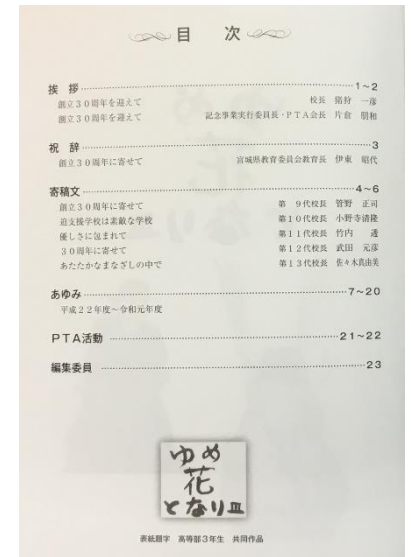 目 次
挨 拶 1～2
創立30周年を迎えて 校長 猪狩 一彦
創立30周年を迎えて 記念事業実行委員長・PTA会長 片倉 朋和
祝 辞 3
創立30周年に寄せて 宮城県教育委員会教育長 伊東 昭代
寄稿文 4～6
創立30周年に寄せて 第 9代校長 菅野 正司
迫支援学校は素敵な学校 第10代校長 小野寺清隆
優しさに包まれて 第11代校長 竹内 透
30周年に寄せて 第12代校長 武田 元彦
あたたかなまなざしの中で 第13代校長 佐々木真由美
あゆみ 7～20
平成22年度～令和元年度
PTA活動 21～22
編集委員 23
ゆめ
花
となりⅢ
表紙題字 高等部3年生 共同作品